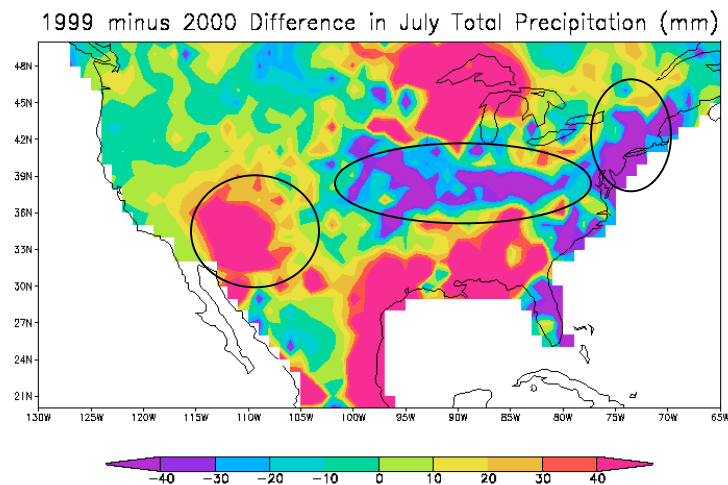 1999 minus 2000 Difference in July Total Precipitation (mm)
48N
45N
42N
39N
36N
33N
30N
27N
24N
21N
130W 125W 120W 115W 110W 105W 100W 95W 90W 85W 80W 75W 70W 65W
-40 -30 -20 -10 0 10 20 30 40